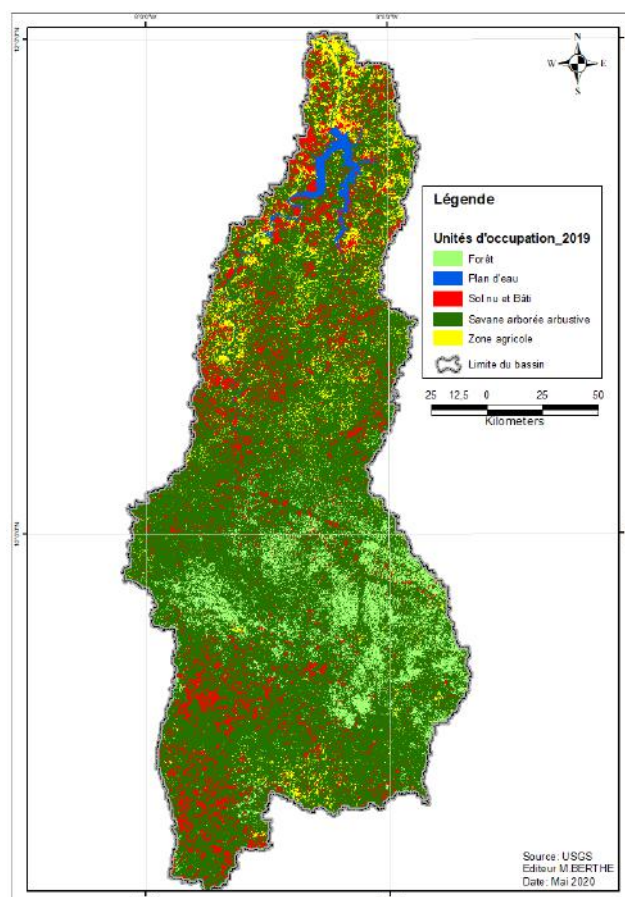 N
W E
S
Légende
Unités d'occupation_2019
Forêt
Plan d'eau
Sol nu et Bâti
Savane arborée arbustive
Zone agricole
Limite du bassin
25 12,5 0 25 50
Kilometers
Source: USGS
Editeur M.BERTHE
Date: Mai 2020